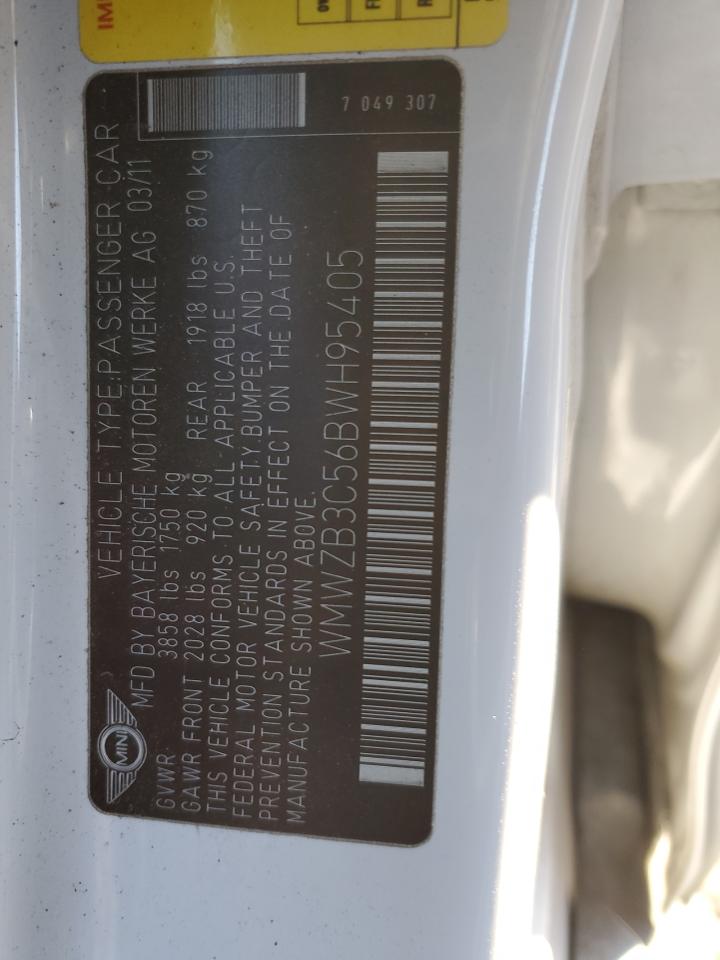 VEHICLE TYPE:PASSENGER CAR
MINI
MFD BY BAYERISCHE MOTOREN WERKE AG 03/11
GVWR 3858 lbs 1750 kg
GAWR FRONT 2028 lbs 920 kg REAR 1918 lbs 870 kg
THIS VEHICLE CONFORMS TO ALL APPLICABLE U.S.
FEDERAL MOTOR VEHICLE SAFETY,BUMPER AND THEFT
PREVENTION STANDARDS IN EFFECT ON THE DATE OF
MANUFACTURE SHOWN ABOVE.
WMWZB3C56BWH95405
7 049 307